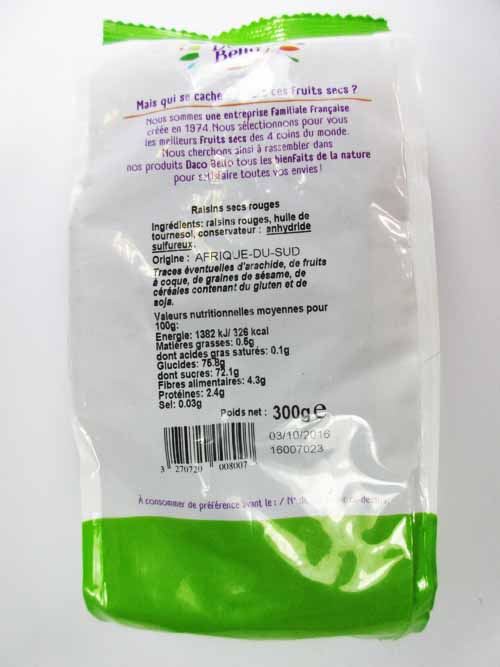 Bello
Mais qui se cache ces fruits secs ?
Nous sommes une entreprise familiale française
créée en 1974. Nous sélectionnons pour vous
les meilleurs fruits secs des 4 coins du monde.
Nous cherchons ainsi à rassembler dans
nos produits Daco Bello tous les bienfaits de la nature
pour satisfaire toutes vos envies !
Raisins secs rouges
Ingrédients: raisins rouges, huile de
tournesol, conservateur : anhydride
sulfureux.
Origine : AFRIQUE-DU-SUD
Traces éventuelles d'arachide, de fruits
à coque, de graines de sésame, de
céréales contenant du gluten et de
soja.
Valeurs nutritionnelles moyennes pour
100g:
Energie: 1382 kJ/ 326 kcal
Matières grasses: 0.5g
dont acides gras saturés: 0.1g
Glucides: 76.8g
dont sucres: 72.1g
Fibres alimentaires: 4.3g
Protéines: 2.4g
Sel: 0.03g
Poids net : 300g e
03/10/2016
16007023
3 270720 008007
À consommer de préférence avant le : / N° de